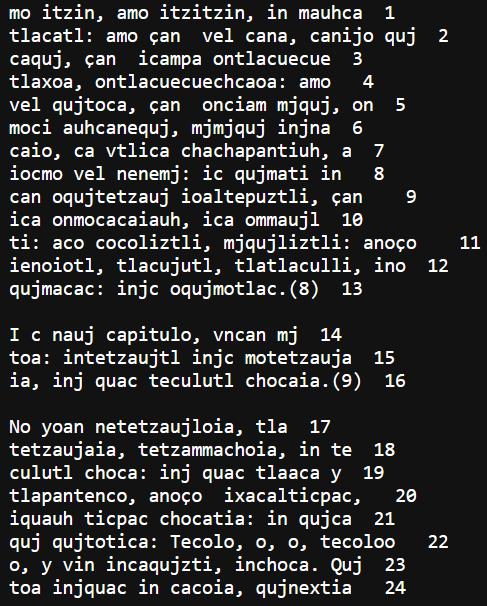 mo itzin, amo itzitzin, in mauhca 1
tlacatl: amo çan vel cana, canijo quj 2
caquj, çan icampa ontlacuecue 3
tlaxoa, ontlacuecuechcaoa: amo 4
vel qujtoca, çan onciam mjquj, on 5
moci auhcanequj, mjmjquj injna 6
caio, ca vtlica chachapantiuh, a 7
iocmo vel nenemj: ic qujmati in 8
can oqujtetzauj ioaltepuztli, çan 9
ica onmocacaiauh, ica ommaujl 10
ti: aco cocoliztli, mjqujliztli: anoço 11
ienoiotl, tlacujutl, tlatlaculli, ino 12
qujmacac: injc oqujmotlac.(8) 13

I c nauj capitulo, vncan mj 14
toa: intetzaujtl injc motetzauja 15
ia, inj quac teculutl chocaia.(9) 16

No yoan netetzaujloia, tla 17
tetzaujaia, tetzammachoia, in te 18
culutl choca: inj quac tlaaca y 19
tlapantenco, anoço ixacalticpac, 20
iquauh ticpac chocatia: in qujca 21
quj qujtotica: Tecolo, o, o, tecoloo 22
o, y vin incaqujzti, inchoca. Quj 23
toa injquac in cacoia, qujnextia 24